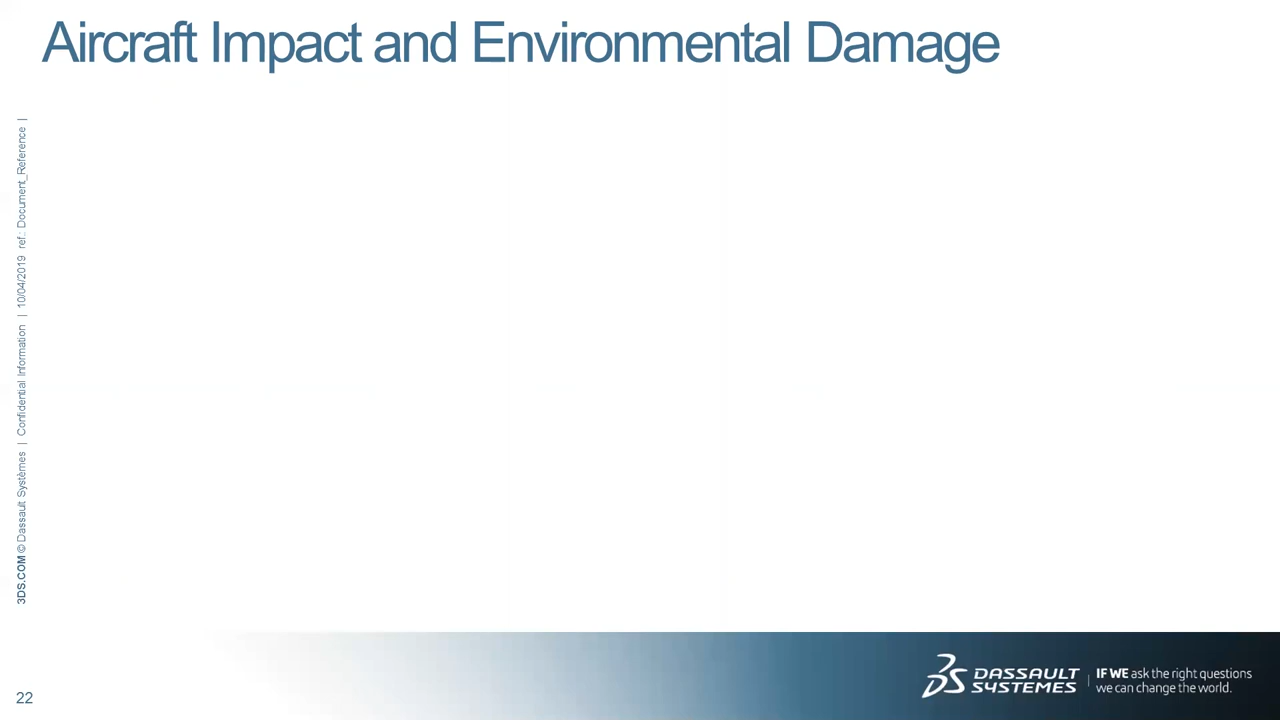 Aircraft Impact and Environmental Damage
3DS.COM © Dassault Systèmes | Confidential Information | 10/04/2019 ref.: Document_Reference |
22
DASSAULT
SYSTEMES
IF WE ask the right questions
we can change the world.